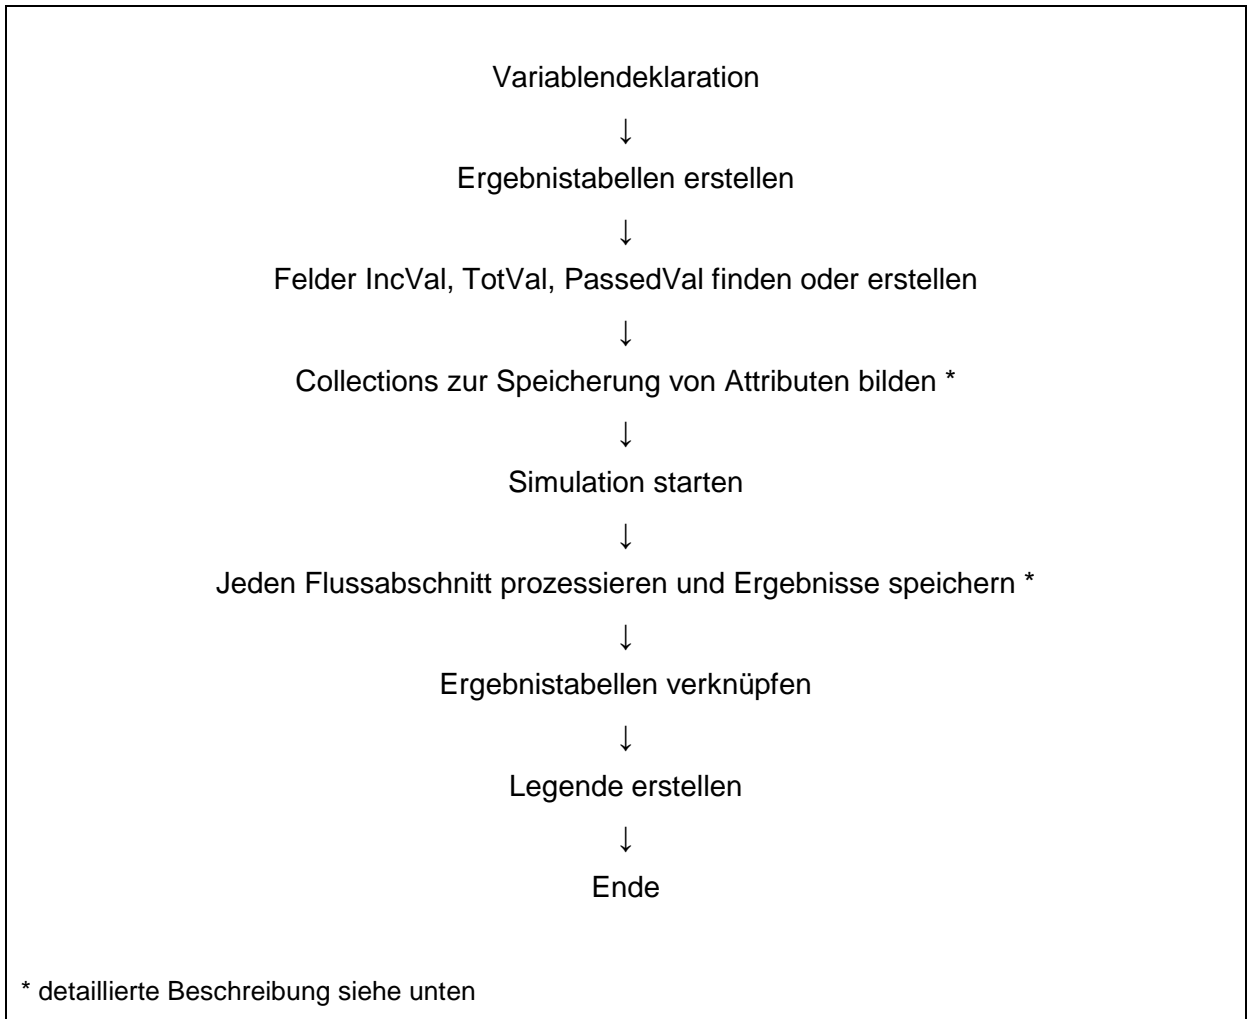 Variablendeklaration
↓
Ergebnistabellen erstellen
↓
Felder IncVal, TotVal, PassedVal finden oder erstellen
↓
Collections zur Speicherung von Attributen bilden *
↓
Simulation starten
↓
Jeden Flussabschnitt prozessieren und Ergebnisse speichern *
↓
Ergebnistabellen verknüpfen
↓
Legende erstellen
↓
Ende
* detaillierte Beschreibung siehe unten